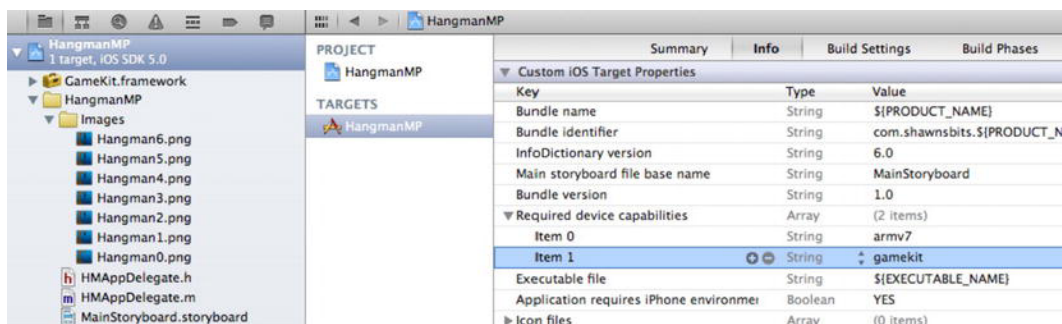 HangmanMP
HangmanMP
1 target, iOS SDK 5.0
GameKit.framework
HangmanMP
Images
Hangman6.png
Hangman5.png
Hangman4.png
Hangman3.png
Hangman2.png
Hangman1.png
Hangman0.png
h HMAppDelegate.h
m HMAppDelegate.m
MainStoryboard.storyboard
PROJECT
HangmanMP
TARGETS
HangmanMP
Summary Info Build Settings Build Phases
Custom iOS Target Properties
Key Type Value
Bundle name String ${PRODUCT_NAME}
Bundle identifier String com.shawnsbits.${PRODUCT_N
InfoDictionary version String 6.0
Main storyboard file base name String MainStoryboard
Bundle version String 1.0
Required device capabilities Array (2 items)
Item 0 String armv7
Item 1 String gamekit
Executable file String ${EXECUTABLE_NAME}
Application requires iPhone environmer Boolean YES
Icon files Array (0 items)